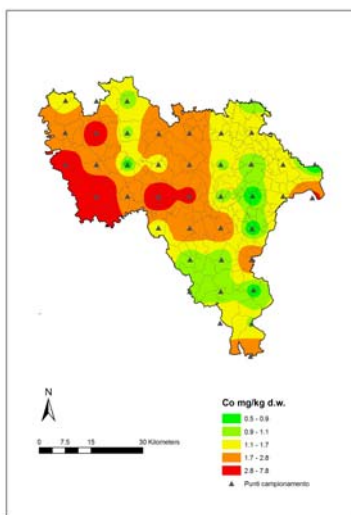 N
0 7.5 15 30 Kilometers
Co mg/kg d.w.
0.5 - 0.9
0.9 - 1.1
1.1 - 1.7
1.7 - 2.8
2.8 - 7.8
Punti campionamento